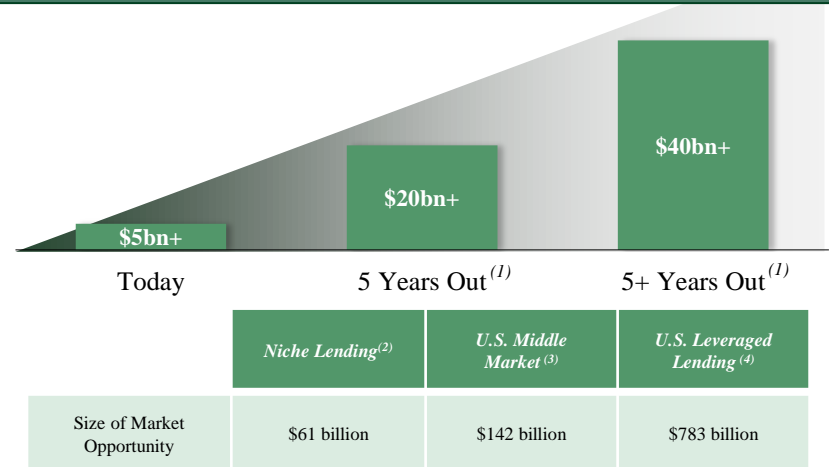 $5bn+
$20bn+
$40bn+
Today
5 Years Out(1)
5+ Years Out(1)
Niche Lending(2)
U.S. Middle
Market (3)
U.S. Leveraged
Lending (4)
Size of Market
Opportunity
$61 billion
$142 billion
$783 billion